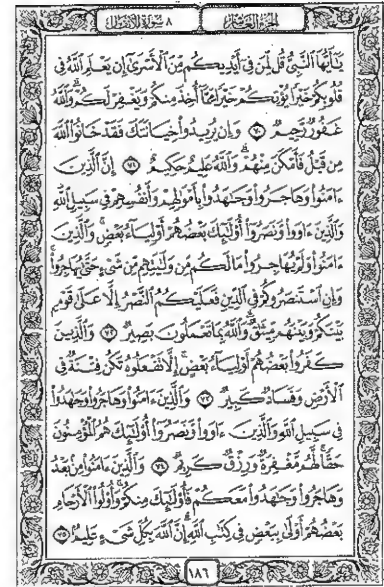 الجزء العاشر ٨ سورة الأنفال
يَٰٓأَيُّهَا ٱلنَّبِىُّ قُل لِّمَن فِىٓ أَيْدِيكُم مِّنَ ٱلْأَسْرَىٰٓ إِن يَعْلَمِ ٱللَّهُ فِى
قُلُوبِكُمْ خَيْرًا يُؤْتِكُمْ خَيْرًا مِّمَّآ أُخِذَ مِنكُمْ وَيَغْفِرْ لَكُمْ ۗ وَٱللَّهُ
غَفُورٌ رَّحِيمٌ ٧٠ وَإِن يُرِيدُوا۟ خِيَانَتَكَ فَقَدْ خَانُوا۟ ٱللَّهَ
مِن قَبْلُ فَأَمْكَنَ مِنْهُمْ ۗ وَٱللَّهُ عَلِيمٌ حَكِيمٌ ٧١ إِنَّ ٱلَّذِينَ
ءَامَنُوا۟ وَهَاجَرُوا۟ وَجَٰهَدُوا۟ بِأَمْوَٰلِهِمْ وَأَنفُسِهِمْ فِى سَبِيلِ ٱللَّهِ
وَٱلَّذِينَ ءَاوَوا۟ وَّنَصَرُوٓا۟ أُو۟لَٰٓئِكَ بَعْضُهُمْ أَوْلِيَآءُ بَعْضٍ ۚ وَٱلَّذِينَ
ءَامَنُوا۟ وَلَمْ يُهَاجِرُوا۟ مَا لَكُم مِّن وَلَٰيَتِهِم مِّن شَىْءٍ حَتَّىٰ يُهَاجِرُوا۟ ۚ
وَإِنِ ٱسْتَنصَرُوكُمْ فِى ٱلدِّينِ فَعَلَيْكُمُ ٱلنَّصْرُ إِلَّا عَلَىٰ قَوْمٍۭ
بَيْنَكُمْ وَبَيْنَهُم مِّيثَٰقٌ ۗ وَٱللَّهُ بِمَا تَعْمَلُونَ بَصِيرٌ ٧٢ وَٱلَّذِينَ
كَفَرُوا۟ بَعْضُهُمْ أَوْلِيَآءُ بَعْضٍ ۚ إِلَّا تَفْعَلُوهُ تَكُن فِتْنَةٌ فِى
ٱلْأَرْضِ وَفَسَادٌ كَبِيرٌ ٧٣ وَٱلَّذِينَ ءَامَنُوا۟ وَهَاجَرُوا۟ وَجَٰهَدُوا۟
فِى سَبِيلِ ٱللَّهِ وَٱلَّذِينَ ءَاوَوا۟ وَّنَصَرُوٓا۟ أُو۟لَٰٓئِكَ هُمُ ٱلْمُؤْمِنُونَ
حَقًّا ۚ لَّهُم مَّغْفِرَةٌ وَرِزْقٌ كَرِيمٌ ٧٤ وَٱلَّذِينَ ءَامَنُوا۟ مِنۢ بَعْدُ
وَهَاجَرُوا۟ وَجَٰهَدُوا۟ مَعَكُمْ فَأُو۟لَٰٓئِكَ مِنكُمْ ۚ وَأُو۟لُوا۟ ٱلْأَرْحَامِ
بَعْضُهُمْ أَوْلَىٰ بِبَعْضٍ فِى كِتَٰبِ ٱللَّهِ ۗ إِنَّ ٱللَّهَ بِكُلِّ شَىْءٍ عَلِيمٌۢ ٧٥
١٨٦